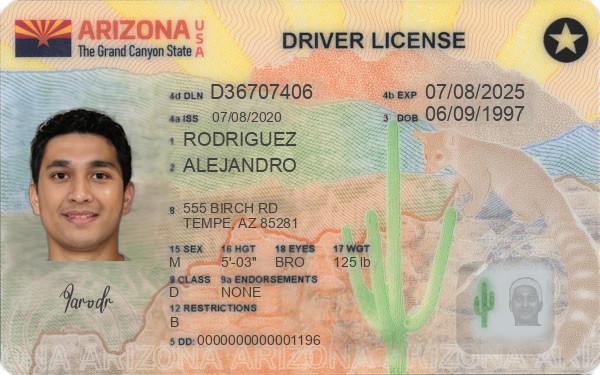 ARIZONA USA
The Grand Canyon State
DRIVER LICENSE
4d DLN D36707406 4b EXP 07/08/2025
4a ISS 07/08/2020 3 DOB 06/09/1997
1 RODRIGUEZ
2 ALEJANDRO
8 555 BIRCH RD
TEMPE, AZ 85281
15 SEX 16 HGT 18 EYES 17 WGT
M 5'-03" BRO 125 lb
9 CLASS 9a ENDORSEMENTS
D NONE
12 RESTRICTIONS
B
5 DD: 0000000000001196
ARIZONA ARIZONA ARIZONA ARIZONA